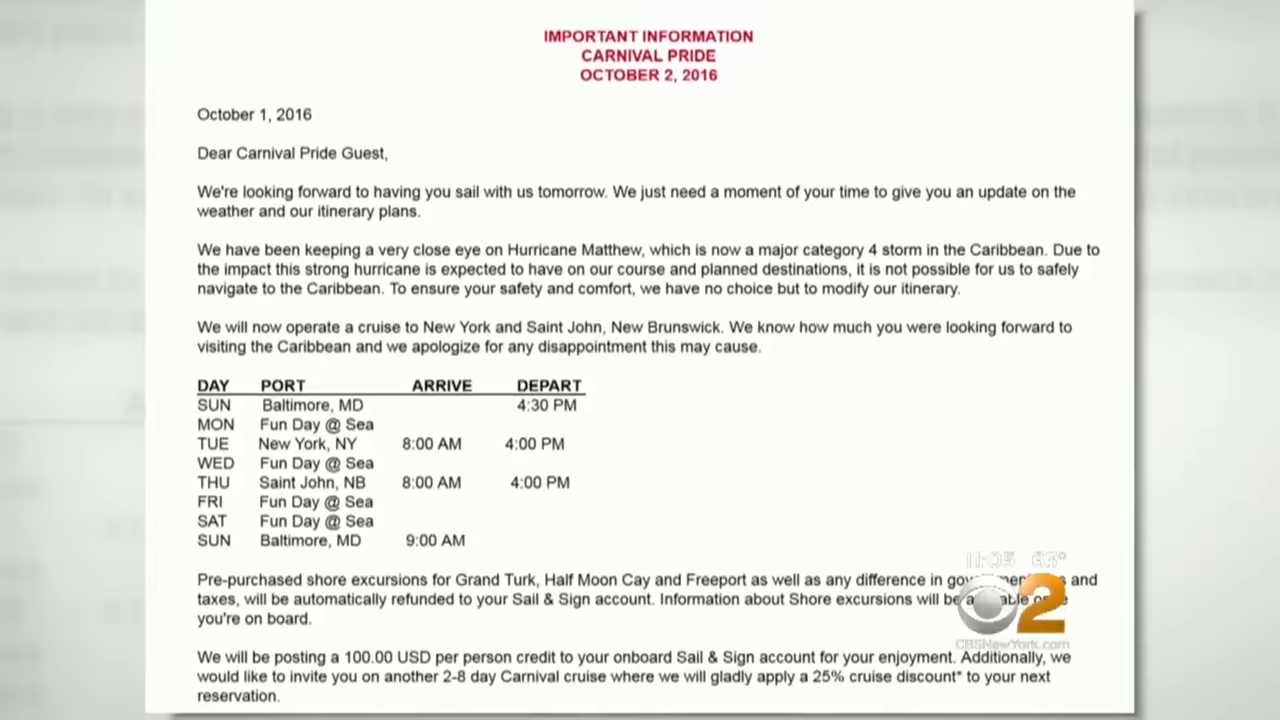 IMPORTANT INFORMATION
CARNIVAL PRIDE
OCTOBER 2, 2016
October 1, 2016
Dear Carnival Pride Guest,
We're looking forward to having you sail with us tomorrow. We just need a moment of your time to give you an update on the
weather and our itinerary plans.
We have been keeping a very close eye on Hurricane Matthew, which is now a major category 4 storm in the Caribbean. Due to
the impact this strong hurricane is expected to have on our course and planned destinations, it is not possible for us to safely
navigate to the Caribbean. To ensure your safety and comfort, we have no choice but to modify our itinerary.
We will now operate a cruise to New York and Saint John, New Brunswick. We know how much you were looking forward to
visiting the Caribbean and we apologize for any disappointment this may cause.
DAY PORT ARRIVE DEPART
SUN Baltimore, MD 4:30 PM
MON Fun Day @ Sea
TUE New York, NY 8:00 AM 4:00 PM
WED Fun Day @ Sea
THU Saint John, NB 8:00 AM 4:00 PM
FRI Fun Day @ Sea
SAT Fun Day @ Sea
SUN Baltimore, MD 9:00 AM
Pre-purchased shore excursions for Grand Turk, Half Moon Cay and Freeport as well as any difference in and
taxes, will be automatically refunded to your Sail & Sign account. Information about Shore excursions will be
you're on board.
We will be posting a 100.00 USD per person credit to your onboard Sail & Sign account for your enjoyment. Additionally, we
would like to invite you on another 2-8 day Carnival cruise where we will gladly apply a 25% cruise discount* to your next
reservation.
11:05 63°
2
CBSNewYork.com